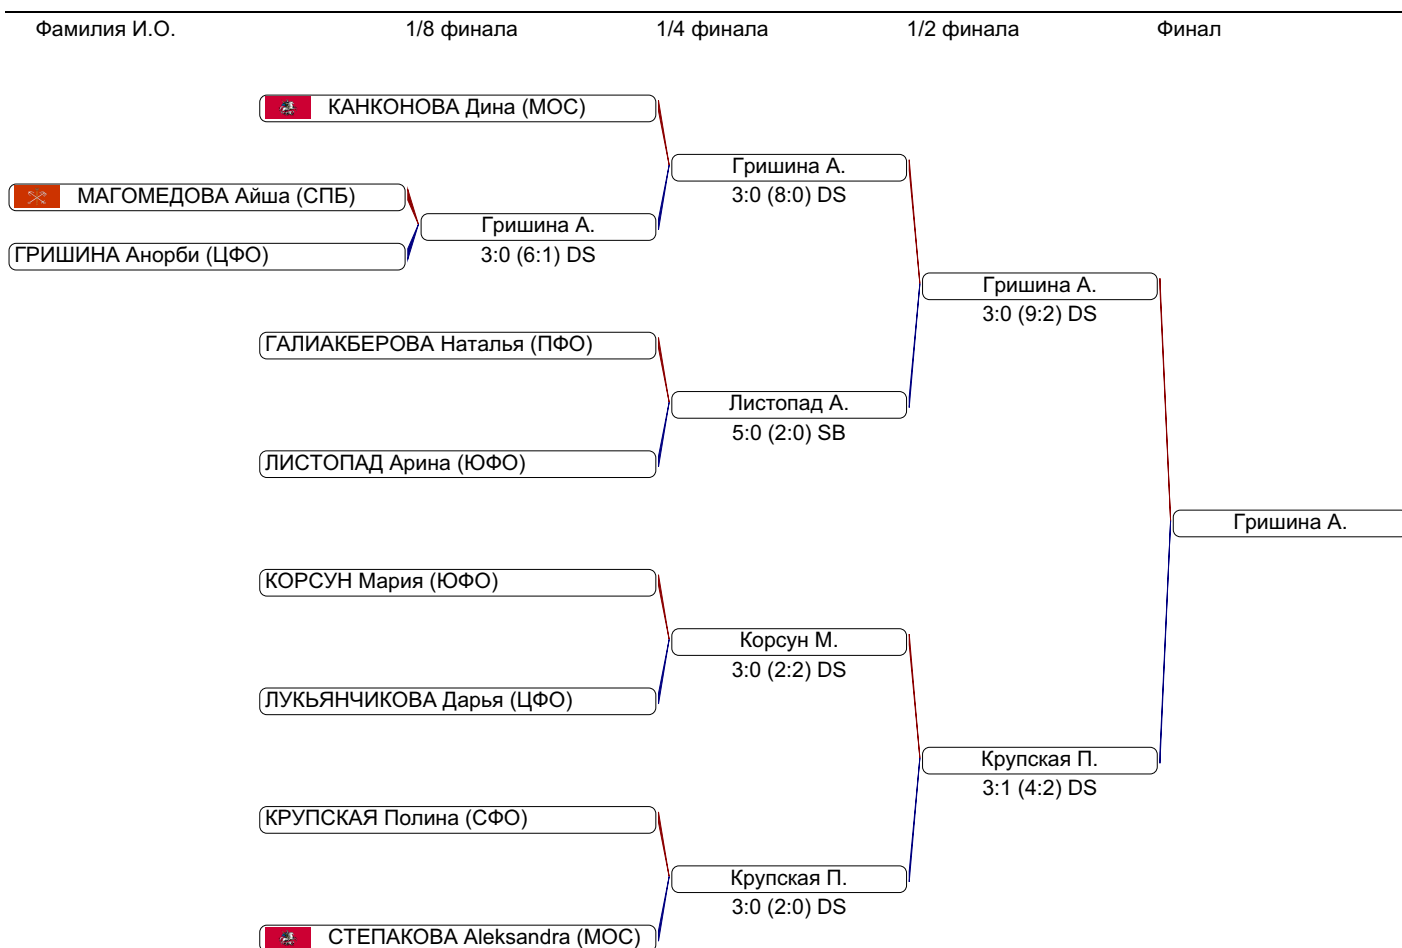 Фамилия И.О. 1/8 финала 1/4 финала 1/2 финала Финал
КАНКОНОВА Дина (МОС)
Гришина А.
3:0 (8:0) DS
МАГОМЕДОВА Айша (СПБ)
Гришина А.
3:0 (6:1) DS
ГРИШИНА Анорби (ЦФО)
Гришина А.
3:0 (9:2) DS
ГАЛИАКБЕРОВА Наталья (ПФО)
Листопад А.
5:0 (2:0) SB
ЛИСТОПАД Арина (ЮФО)
Гришина А.
КОРСУН Мария (ЮФО)
Корсун М.
3:0 (2:2) DS
ЛУКЬЯНЧИКОВА Дарья (ЦФО)
Крупская П.
3:1 (4:2) DS
КРУПСКАЯ Полина (СФО)
Крупская П.
3:0 (2:0) DS
СТЕПАКОВА Aleksandra (МОС)